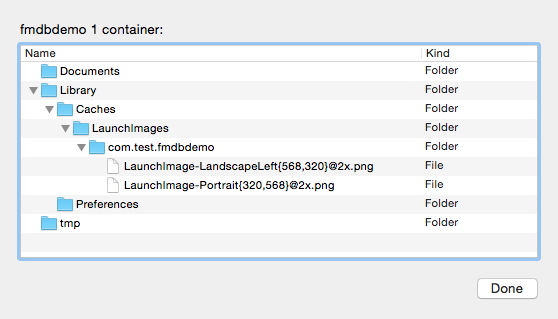 fmdbdemo 1 container:
Name Kind
Documents Folder
Library Folder
Caches Folder
LaunchImages Folder
com.test.fmdbdemo Folder
LaunchImage-LandscapeLeft{568,320}@2x.png File
LaunchImage-Portrait{320,568}@2x.png File
Preferences Folder
tmp Folder
Done